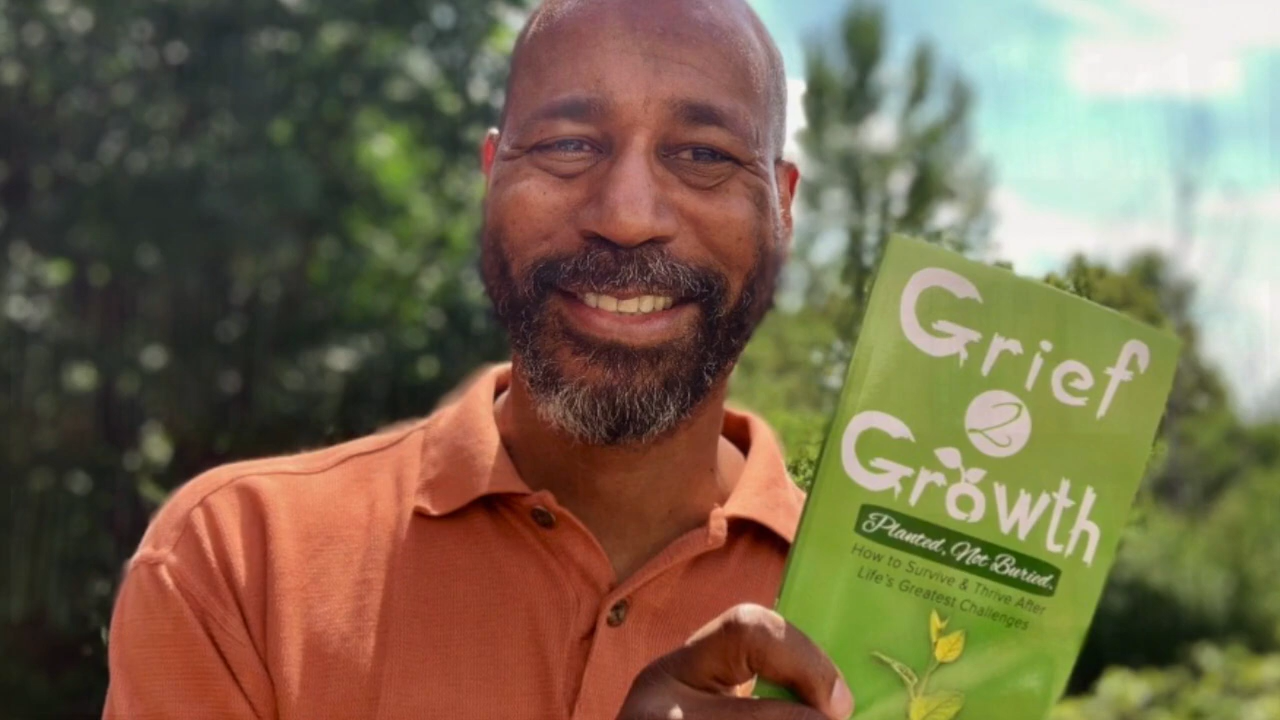 Grief
2
Growth
Planted, Not Buried.
How to Survive & Thrive After
Life's Greatest Challenges